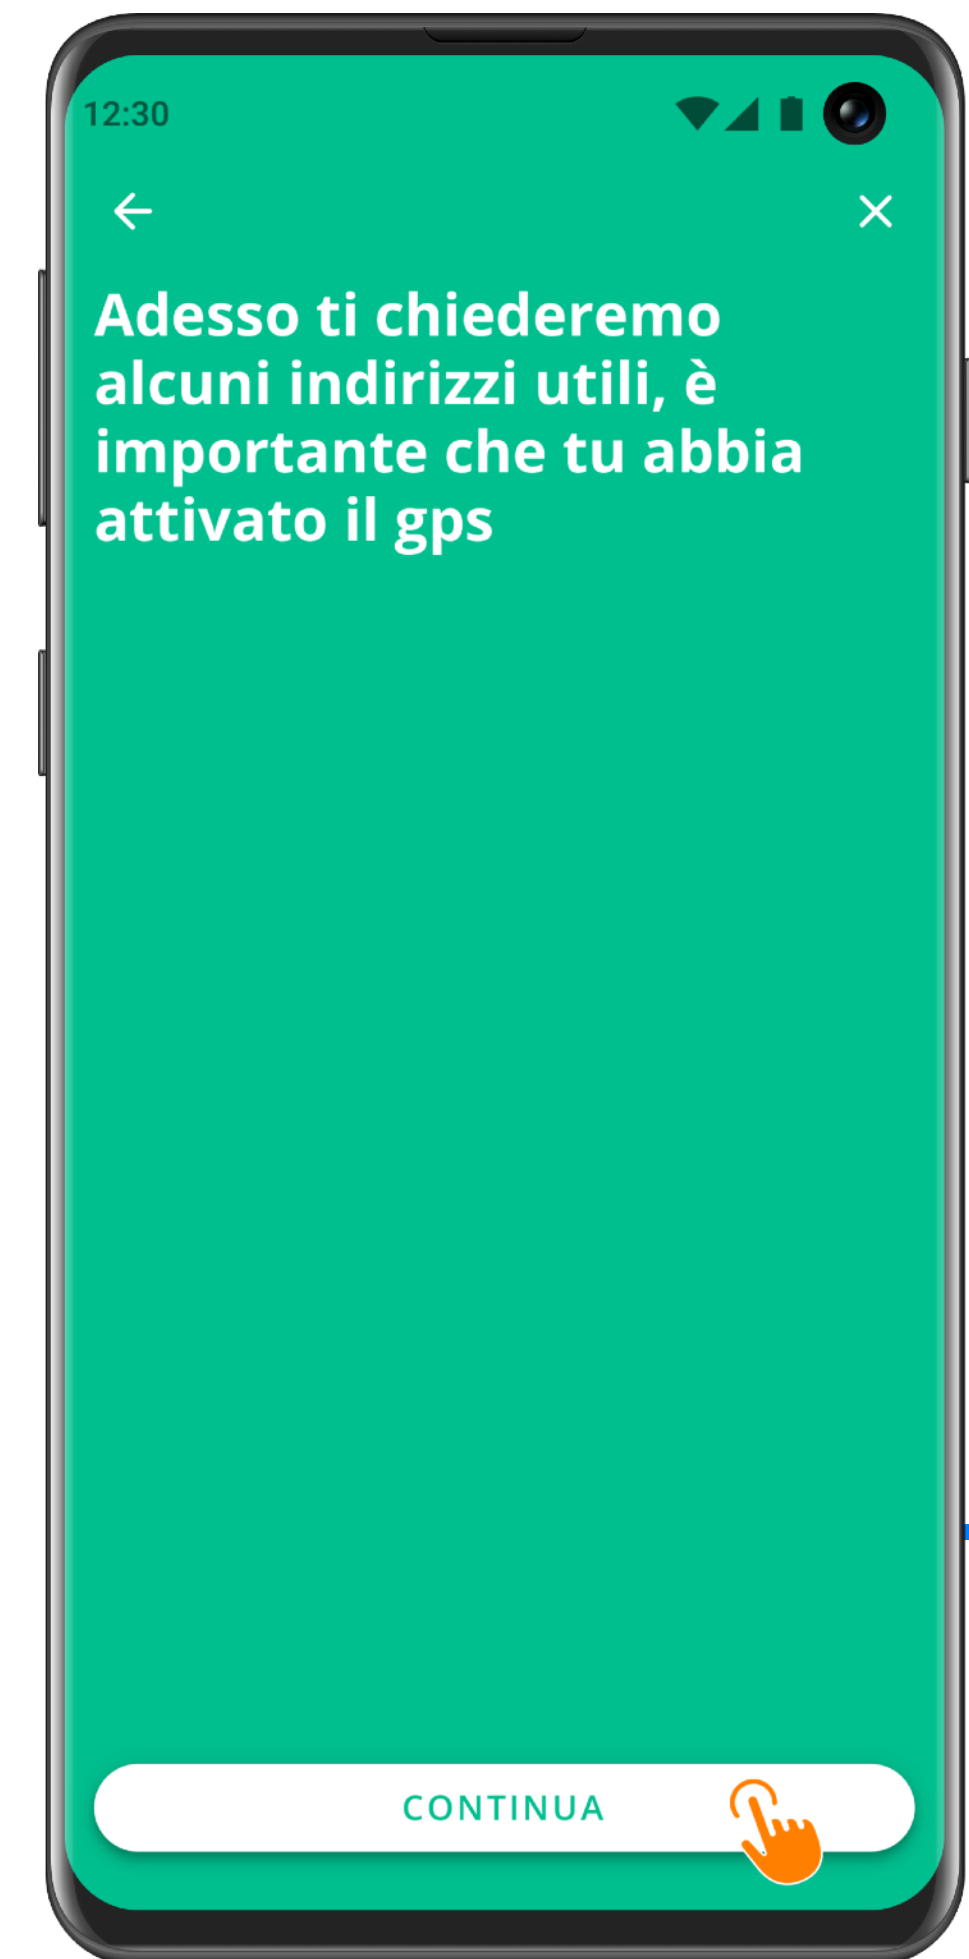 12:30
Adesso ti chiederemo
alcuni indirizzi utili, è
importante che tu abbia
attivato il gps
CONTINUA